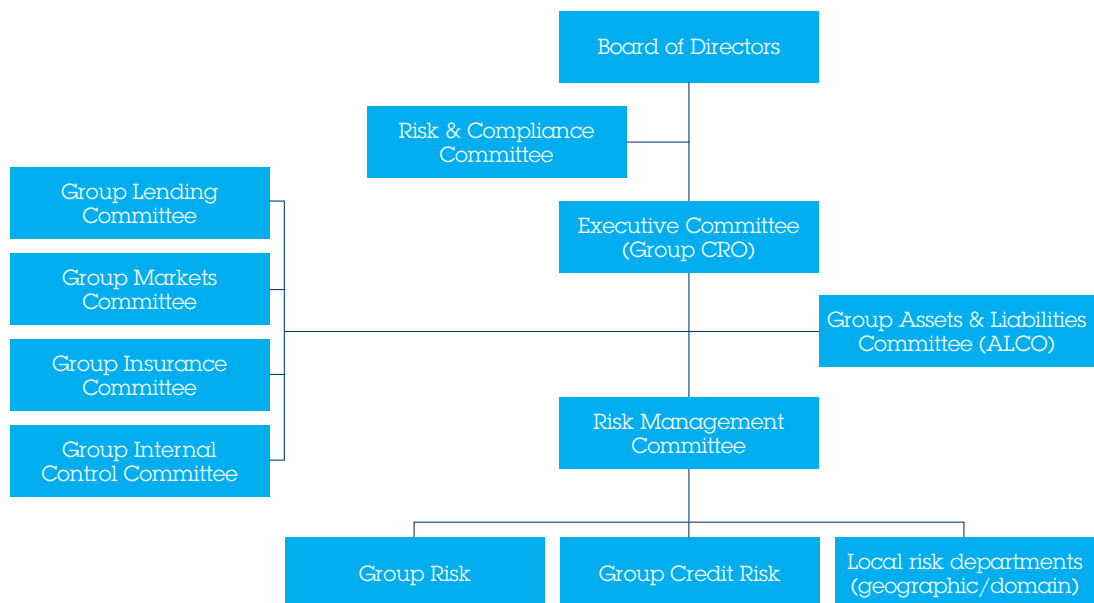 Board of Directors
Risk & Compliance
Committee
Group Lending
Committee
Executive Committee
(Group CRO)
Group Markets
Committee
Group Assets & Liabilities
Committee (ALCO)
Group Insurance
Committee
Risk Management
Committee
Group Internal
Control Committee
Group Risk
Group Credit Risk
Local risk departments
(geographic/domain)